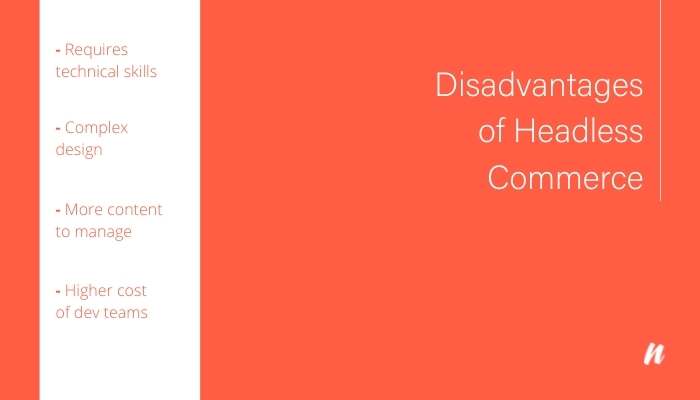 - Requires
technical skills
- Complex
design
- More content
to manage
- Higher cost
of dev teams
Disadvantages
of Headless
Commerce
n